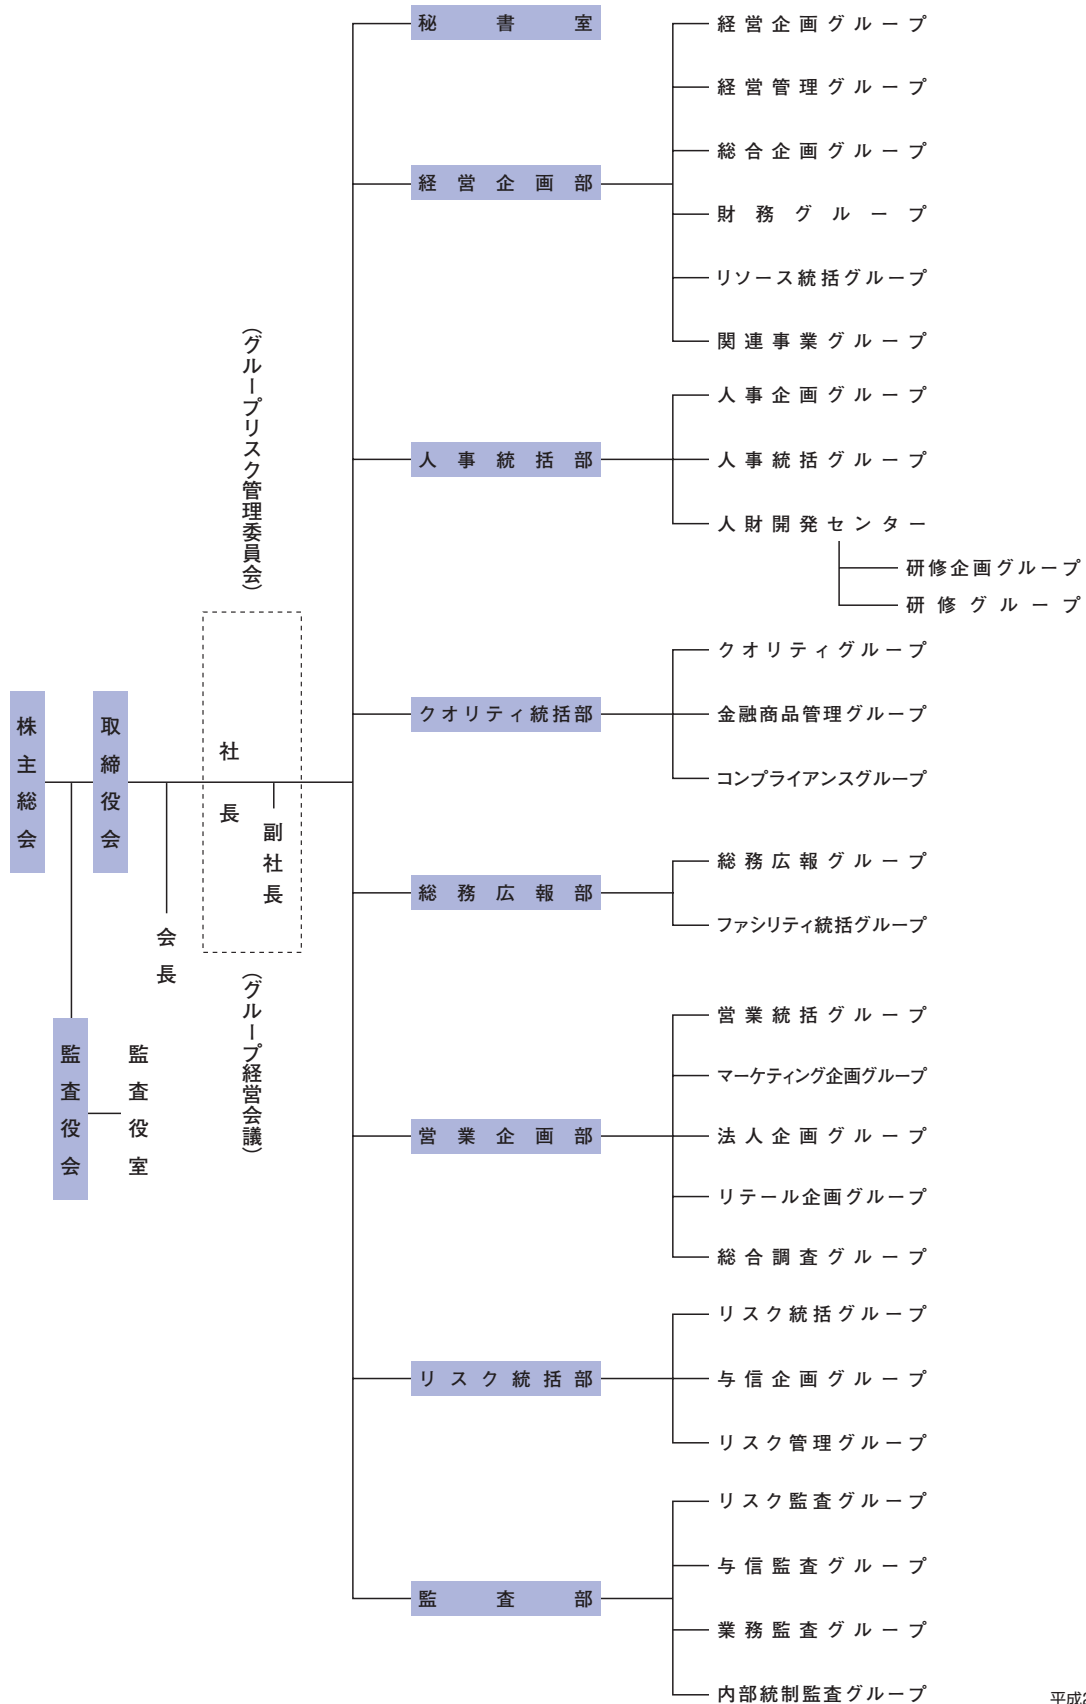 株主総会
取締役会
監査役会
監査役室
会長
社長
副社長
(グループリスク管理委員会)
(グループ経営会議)
秘書室
経営企画部
経営企画グループ
経営管理グループ
総合企画グループ
財務グループ
リソース統括グループ
関連事業グループ
人事統括部
人事企画グループ
人事統括グループ
人財開発センター
研修企画グループ
研修グループ
クオリティ統括部
クオリティグループ
金融商品管理グループ
コンプライアンスグループ
総務広報部
総務広報グループ
ファシリティ統括グループ
営業企画部
営業統括グループ
マーケティング企画グループ
法人企画グループ
リテール企画グループ
総合調査グループ
リスク統括部
リスク統括グループ
与信企画グループ
リスク管理グループ
監査部
リスク監査グループ
与信監査グループ
業務監査グループ
内部統制監査グループ
平成